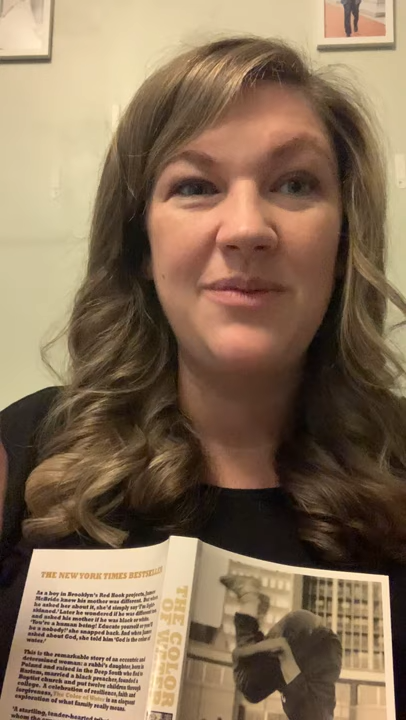 THE NEW YORK TIMES BESTSELLER
As a boy in Brooklyn's Red Hook projects, James
McBride knew his mother was different. But when
he asked her about it, she'd simply say "I'm light-
skinned." Later he wondered if he was different too,
and asked his mother if he was black or white.
"You're a human being! Educate yourself or you'll
be a nobody!" she snapped back. And when James
asked about God, she told him "God is the color of
water."
This is the remarkable story of an eccentric and
determined woman: a rabbi's daughter, born in
Poland and raised in the Deep South who fled to
Harlem, married a black preacher, founded a
Baptist church and put twelve children through
college. A celebration of resilience, faith and
forgiveness, The Color of Water is an eloquent
exploration of what family really means.
"A startling, tender-hearted
THE COLOR
OF WATER